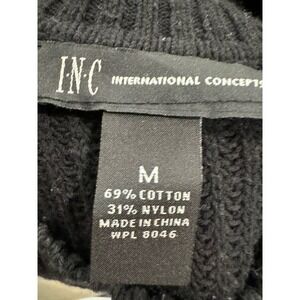 I·N·C INTERNATIONAL CONCEPTS
M
69% COTTON
31% NYLON
MADE IN CHINA
WPL 8046